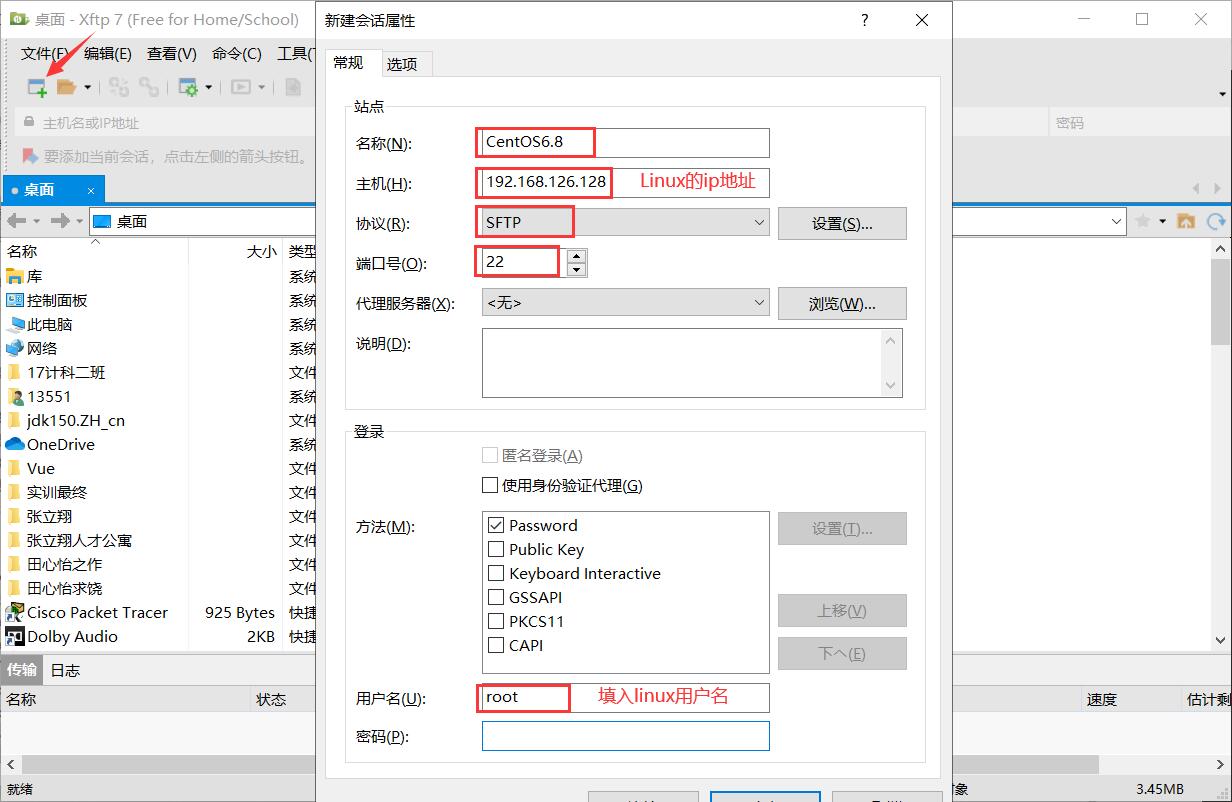 桌面 - Xftp 7 (Free for Home/School)
新建会话属性
?
文件(F) 编辑(E) 查看(V) 命令(C) 工具(T
常规 选项
主机名或IP地址
密码
要添加当前会话，点击左侧的箭头按钮。
桌面 ×
桌面
站点
名称(N): CentOS6.8
主机(H): 192.168.126.128 Linux的ip地址
协议(R): SFTP 设置(S)...
端口号(O): 22
代理服务器(X): <无> 浏览(W)...
说明(D):
登录
匿名登录(A)
使用身份验证代理(G)
方法(M): Password 设置(T)...
Public Key
Keyboard Interactive
GSSAPI
PKCS11
CAPI
上移(V)
下へ(E)
用户名(U): root 填入linux用户名
密码(P):
名称 大小 类型
库 系统
控制面板 系统
此电脑 系统
网络 系统
17计科二班 文件
13551 系统
jdk150.ZH_cn 文件
OneDrive 系统
Vue 文件
实训最终 文件
张立翔 文件
张立翔人才公寓 文件
田心怡之作 文件
田心怡求饶 文件
Cisco Packet Tracer 925 Bytes 快捷
Dolby Audio 2KB 快捷
传输 日志
名称 状态 速度 估计剩
就绪 象 3.45MB